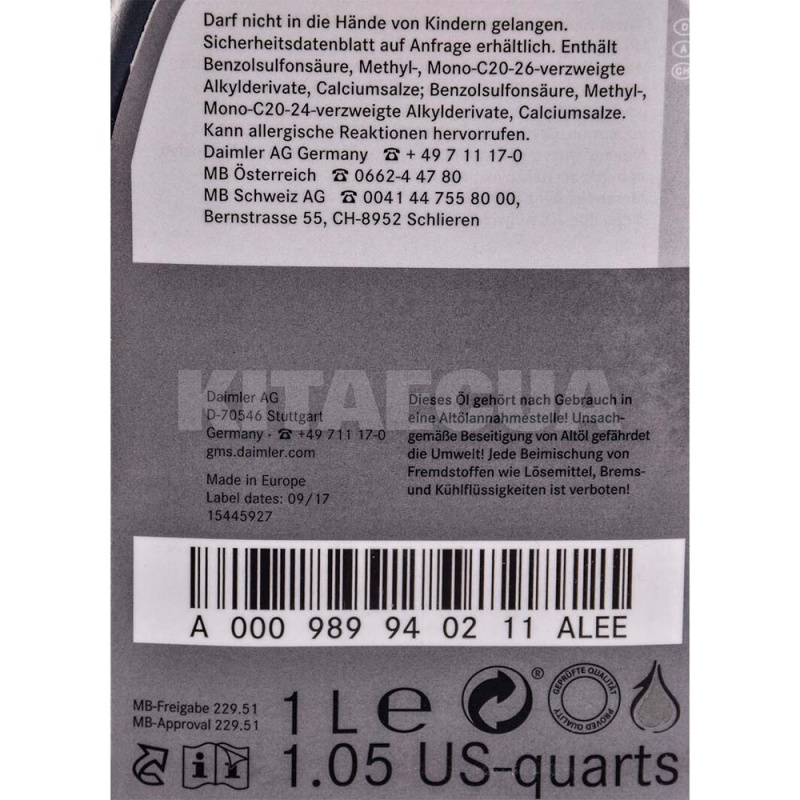 Darf nicht in die Hände von Kindern gelangen.
Sicherheitsdatenblatt auf Anfrage erhältlich. Enthält
Benzolsulfonsäure, Methyl-, Mono-C20-26-verzweigte
Alkylderivate, Calciumsalze; Benzolsulfonsäure, Methyl-,
Mono-C20-24-verzweigte Alkylderivate, Calciumsalze.
Kann allergische Reaktionen hervorrufen.
Daimler AG Germany ☎ + 49 7 11 17-0
MB Österreich ☎ 0662-4 47 80
MB Schweiz AG ☎ 0041 44 755 80 00,
Bernstrasse 55, CH-8952 Schlieren
D
A
CH
KITAECUA
Daimler AG
D-70546 Stuttgart
Germany · ☎ +49 711 17-0
gms.daimler.com
Made in Europe
Label dates: 09/17
15445927
Dieses Öl gehört nach Gebrauch in
eine Altölannahmestelle! Unsach-
gemäße Beseitigung von Altöl gefährdet
die Umwelt! Jede Beimischung von
Fremdstoffen wie Lösemittel, Brems-
und Kühlflüssigkeiten ist verboten!
A 000 989 94 02 11 ALEE
MB-Freigabe 229.51
MB-Approval 229.51
1 L e
®
GEPRÜFTE QUALITÄT
PROVED QUALITY
1.05 US-quarts